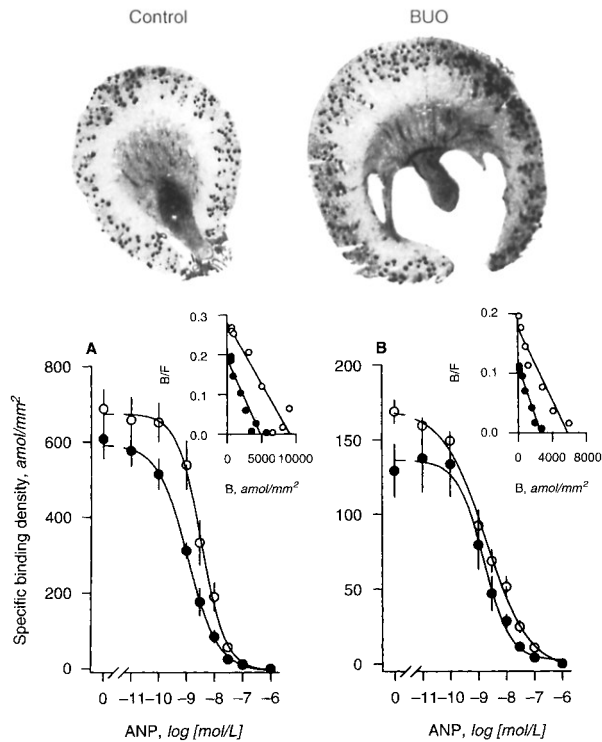 Control BUO
A
B
800
600
400
200
0
Specific binding density, amol/mm²
0 −11 −10 −9 −8 −7 −6
ANP, log [mol/L]
0.3
0.2
0.1
0.0
B/F
0 5000 10000
B, amol/mm²
200
150
100
50
0
0 −11 −10 −9 −8 −7 −6
ANP, log [mol/L]
0.2
0.1
0
B/F
0 4000 8000
B, amol/mm²